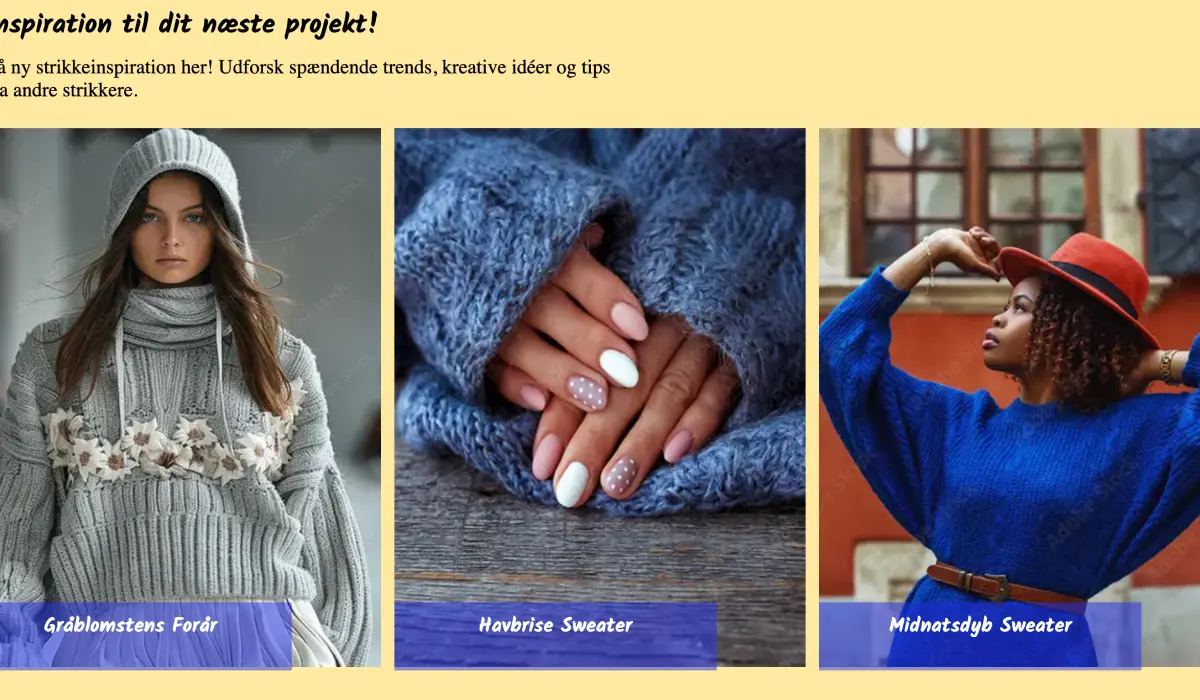 nspiration til dit næste projekt!
å ny strikkeinspiration her! Udforsk spændende trends, kreative idéer og tips
a andre strikkere.
Gråblomstens Forår
Havbrise Sweater
Midnatsdyb Sweater